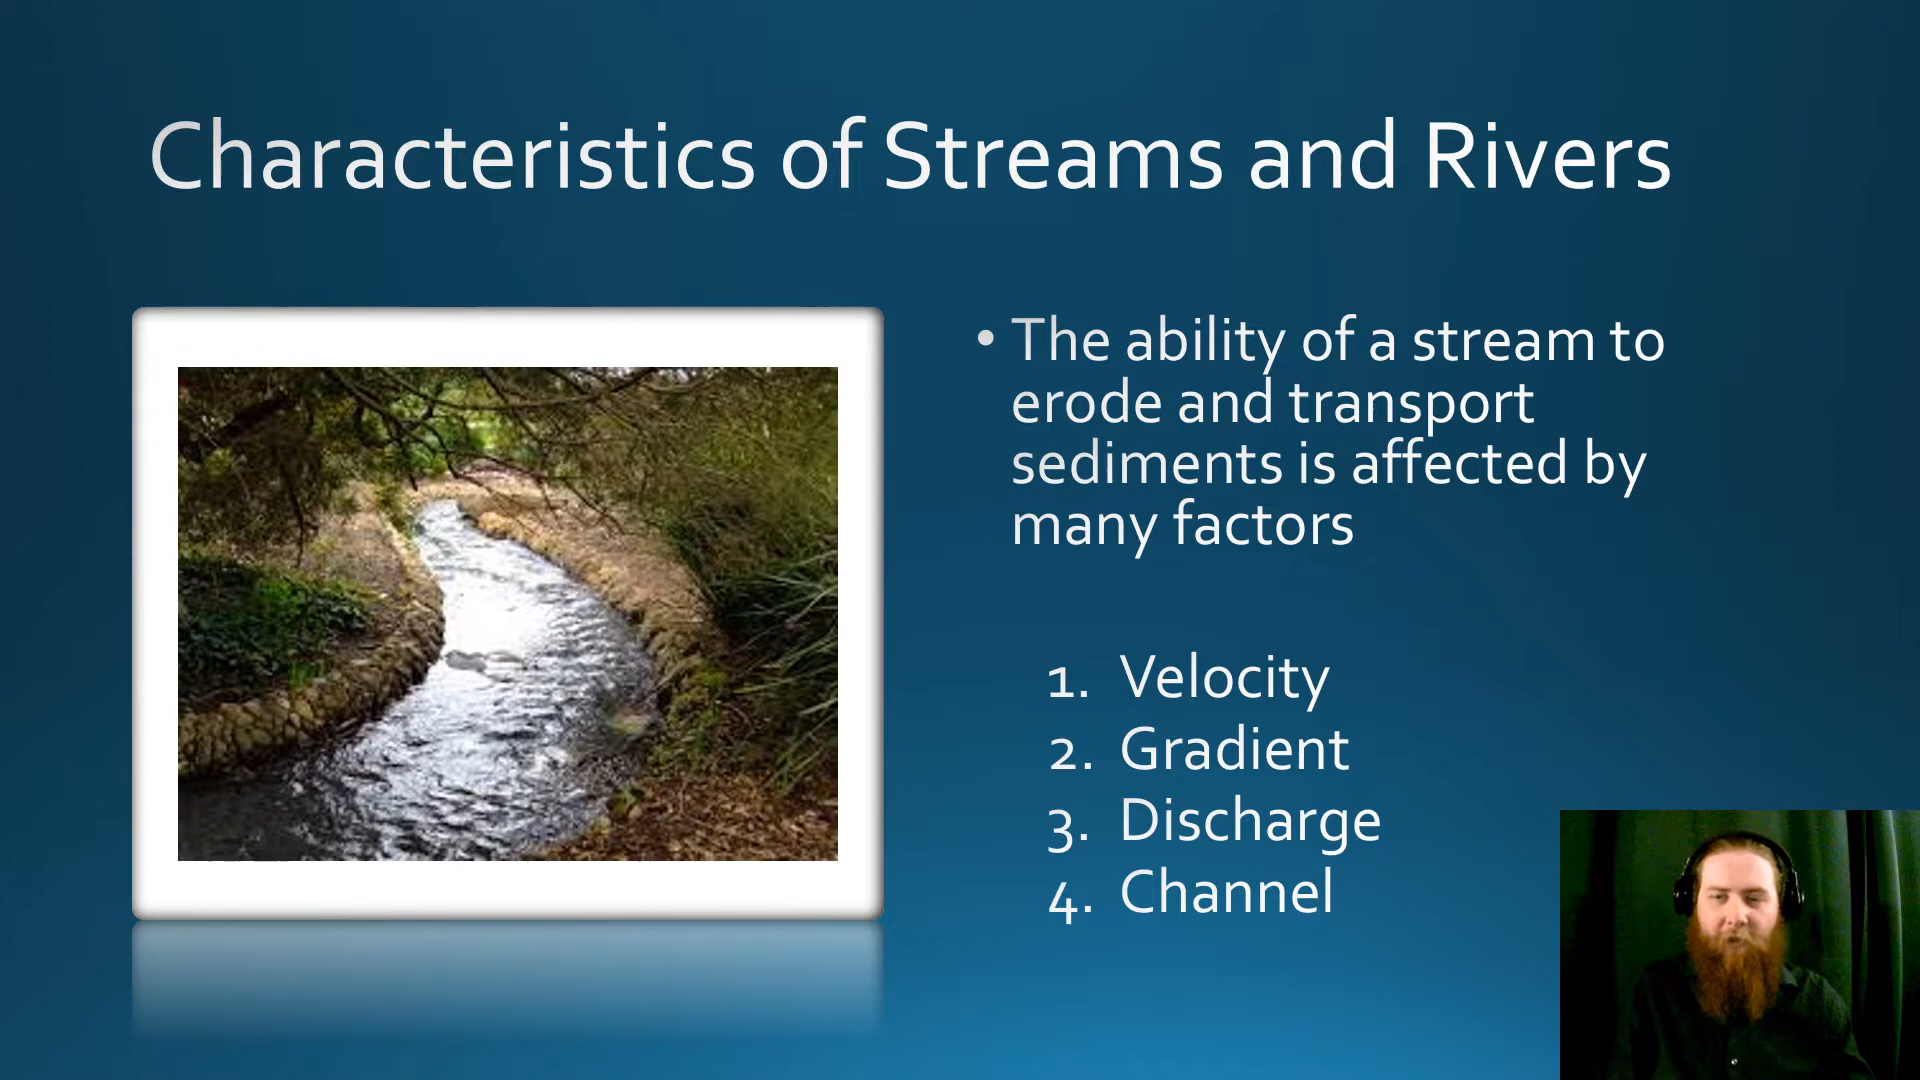 Characteristics of Streams and Rivers
• The ability of a stream to
erode and transport
sediments is affected by
many factors
1. Velocity
2. Gradient
3. Discharge
4. Channel